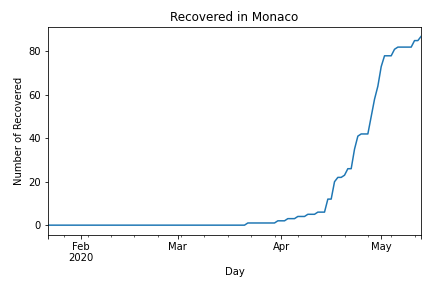 Recovered in Monaco
Number of Recovered
80
60
40
20
0
Feb
2020
Mar
Apr
May
Day